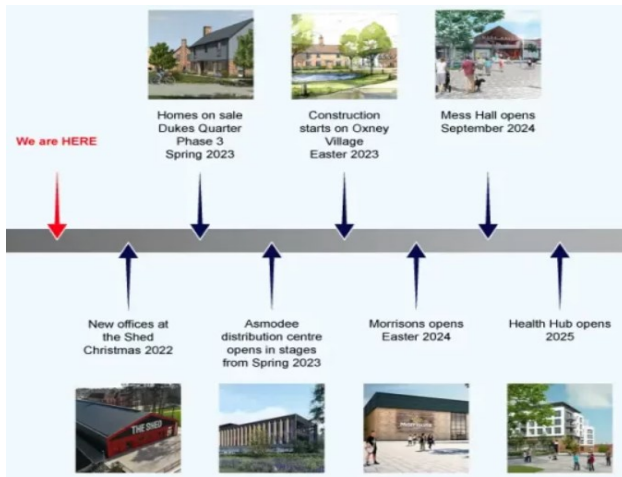 Homes on sale
Dukes Quarter
Phase 3
Spring 2023
Construction
starts on Oxney
Village
Easter 2023
Mess Hall opens
September 2024
We are HERE
New offices at
the Shed
Christmas 2022
Asmodee
distribution centre
opens in stages
from Spring 2023
Morrisons opens
Easter 2024
Health Hub opens
2025
THE SHED